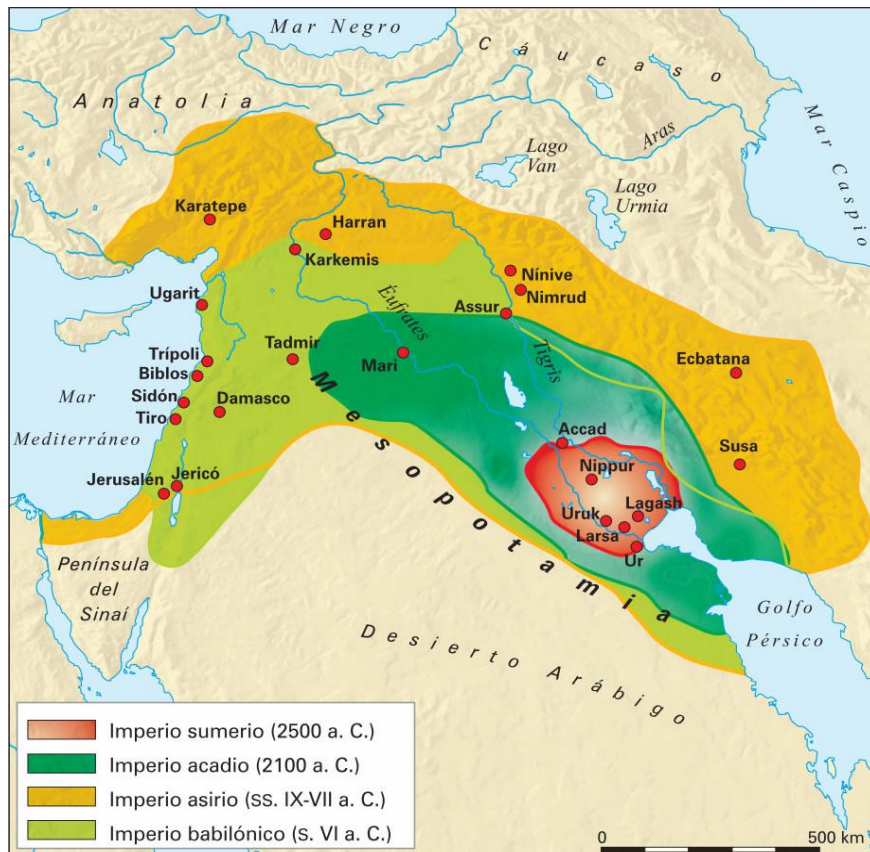 Mar Negro
Cáucaso
Anatolia
Aras
Mar Caspio
Lago
Van
Lago
Urmia
Karatepe
Harran
Karkemis
Nínive
Nimrud
Ugarit
Assur
Éufrates
Tigris
Trípoli
Tadmir
Mari
Ecbatana
Biblos
Sidón
Damasco
Mar
Mediterráneo
Tiro
Mesopotamia
Accad
Susa
Nippur
Jerusalén
Jericó
Uruk
Lagash
Larsa
Ur
Península
del
Sinaí
Golfo
Pérsico
Desierto Arábigo
Imperio sumerio (2500 a. C.)
Imperio acadio (2100 a. C.)
Imperio asirio (SS. IX-VII a. C.)
Imperio babilónico (S. VI a. C.)
0 500 km